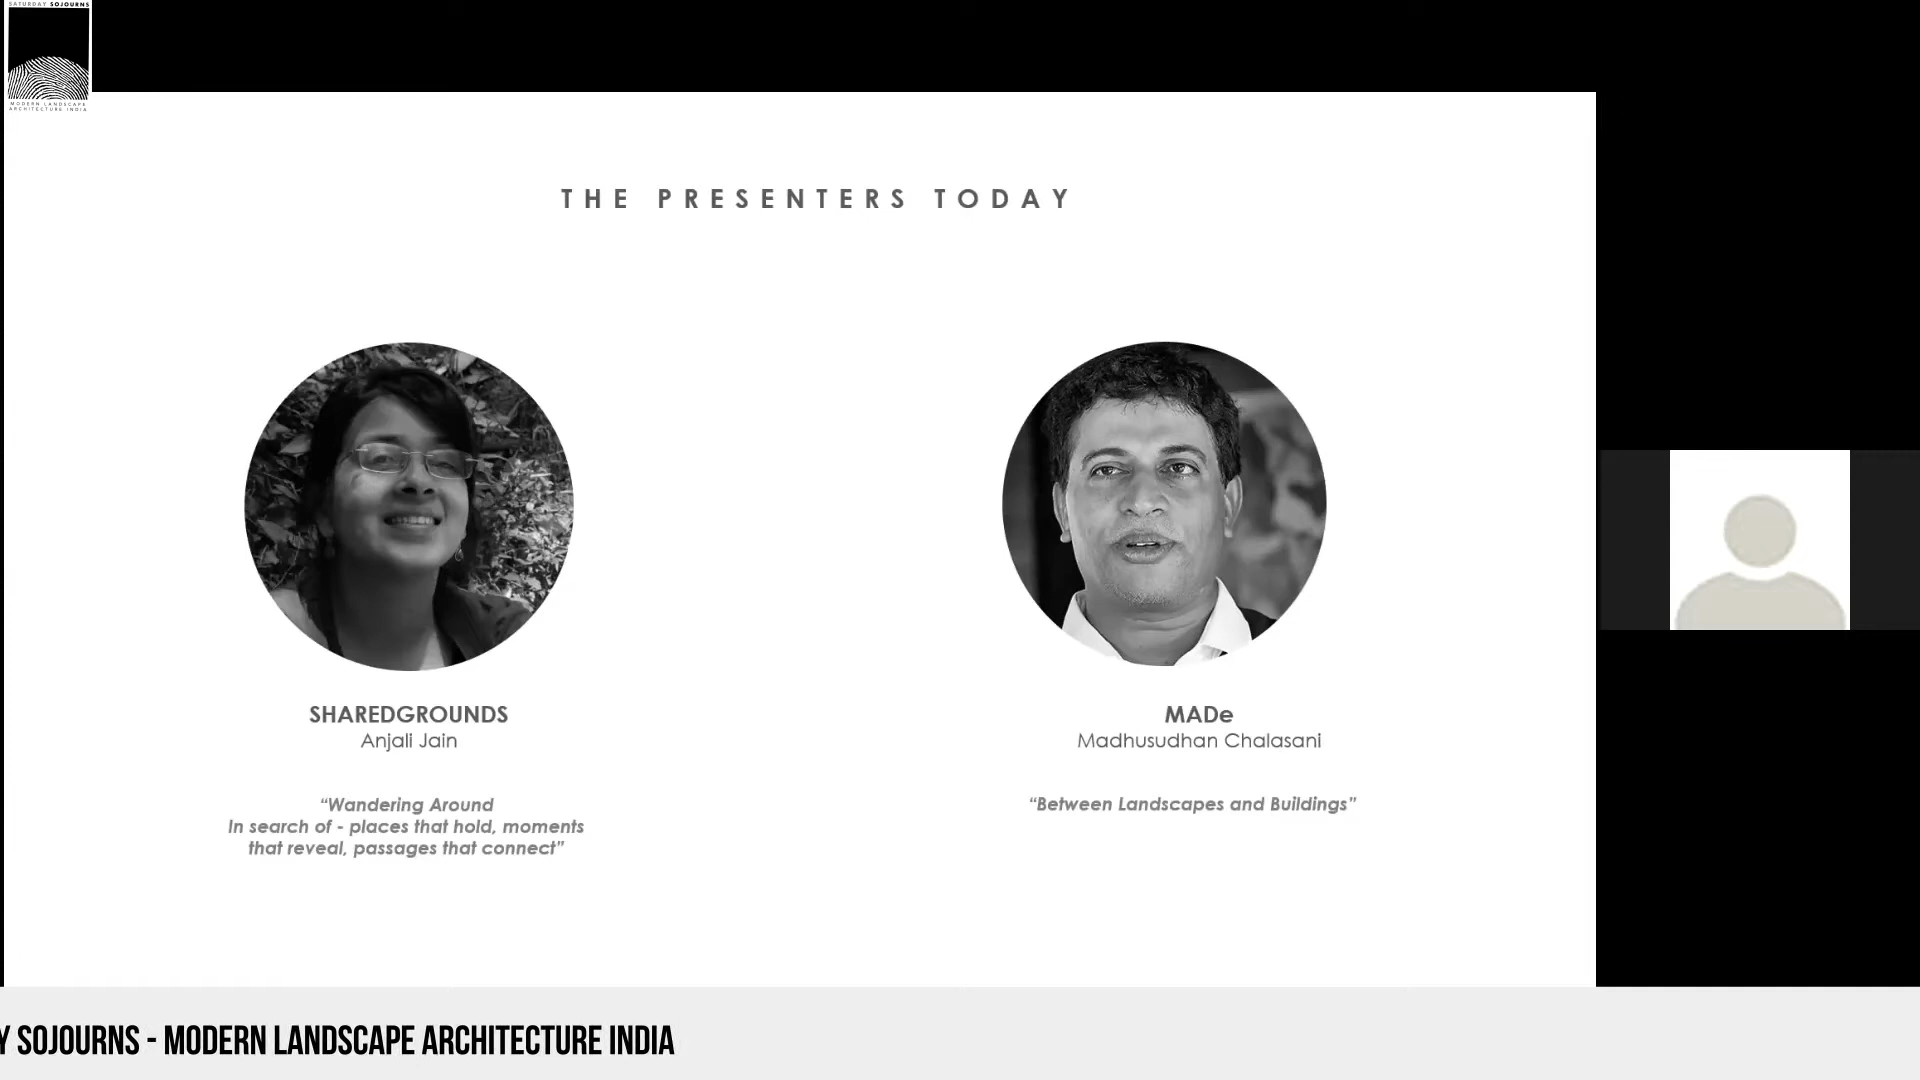 SATURDAY SOJOURNS
MODERN LANDSCAPE
ARCHITECTURE INDIA
THE PRESENTERS TODAY
SHAREDGROUNDS
Anjali Jain
“Wandering Around
In search of - places that hold, moments
that reveal, passages that connect”
MADe
Madhusudhan Chalasani
“Between Landscapes and Buildings”
Y SOJOURNS - MODERN LANDSCAPE ARCHITECTURE INDIA